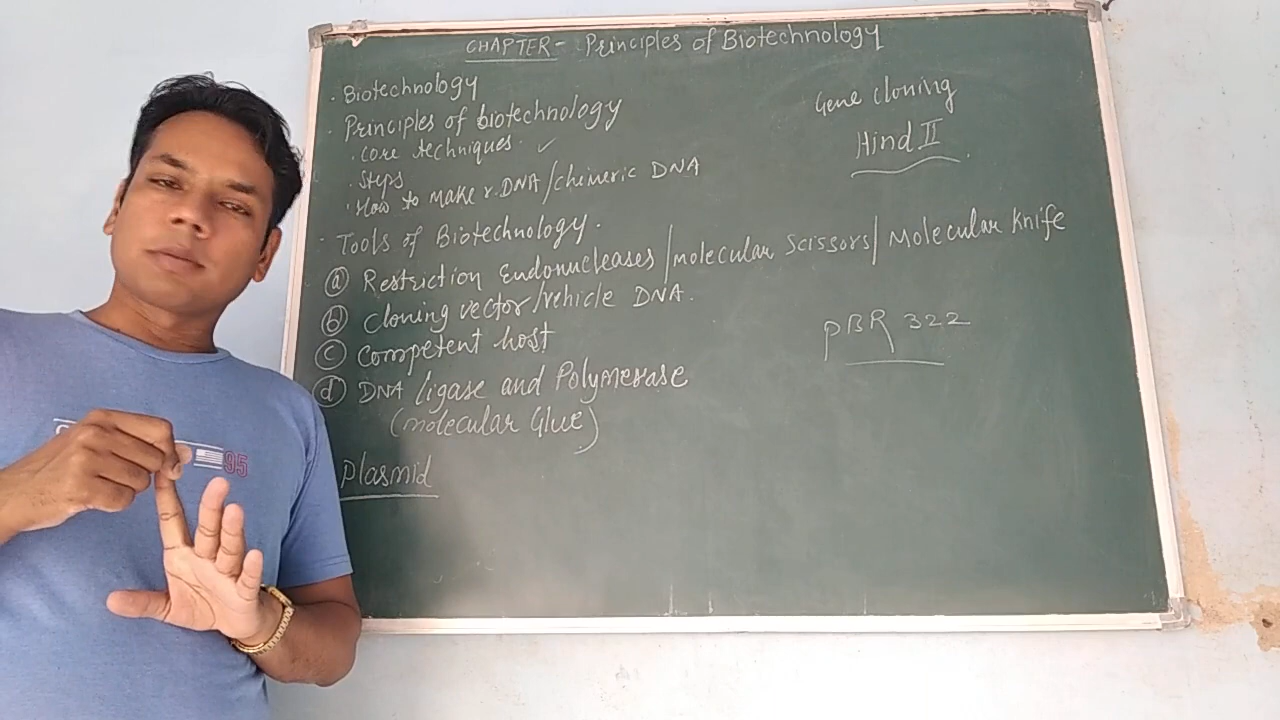 CHAPTER- Principles of Biotechnology
· Biotechnology
· Principles of biotechnology
· core techniques. ✓
· Steps
· How to make r.DNA/chimeric DNA
· Tools of Biotechnology.
(a) Restriction Endonucleases/molecular Scissors/Molecular Knife
(b) Cloning vector/vehicle DNA.
(c) Competent host
(d) DNA ligase and Polymerase
(molecular Glue)
Plasmid
Gene Cloning
Hind II
pBR 322
95